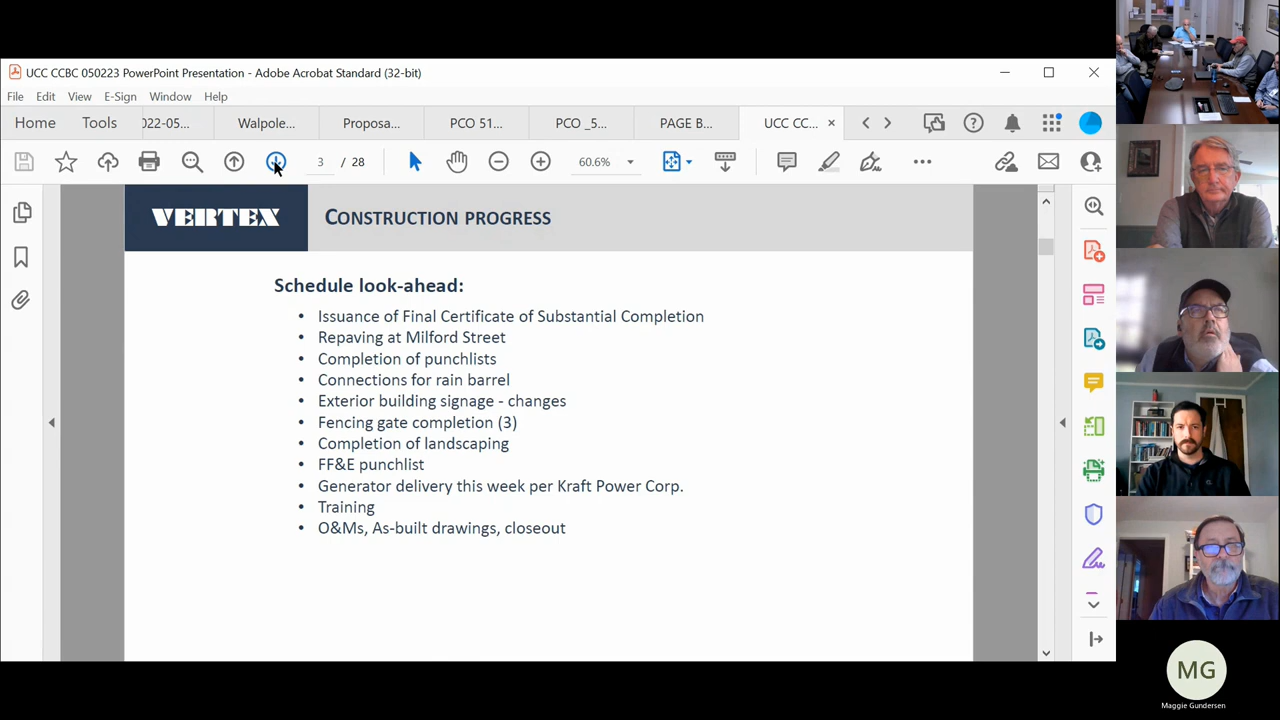 UCC CCBC 050223 PowerPoint Presentation - Adobe Acrobat Standard (32-bit)
File Edit View E-Sign Window Help
Home Tools 022-05... Walpole... Proposa... PCO 51... PCO _5... PAGE B... UCC CC...
3 / 28 60.6%
VERTEX CONSTRUCTION PROGRESS
Schedule look-ahead:
• Issuance of Final Certificate of Substantial Completion
• Repaving at Milford Street
• Completion of punchlists
• Connections for rain barrel
• Exterior building signage - changes
• Fencing gate completion (3)
• Completion of landscaping
• FF&E punchlist
• Generator delivery this week per Kraft Power Corp.
• Training
• O&Ms, As-built drawings, closeout
MG
Maggie Gundersen